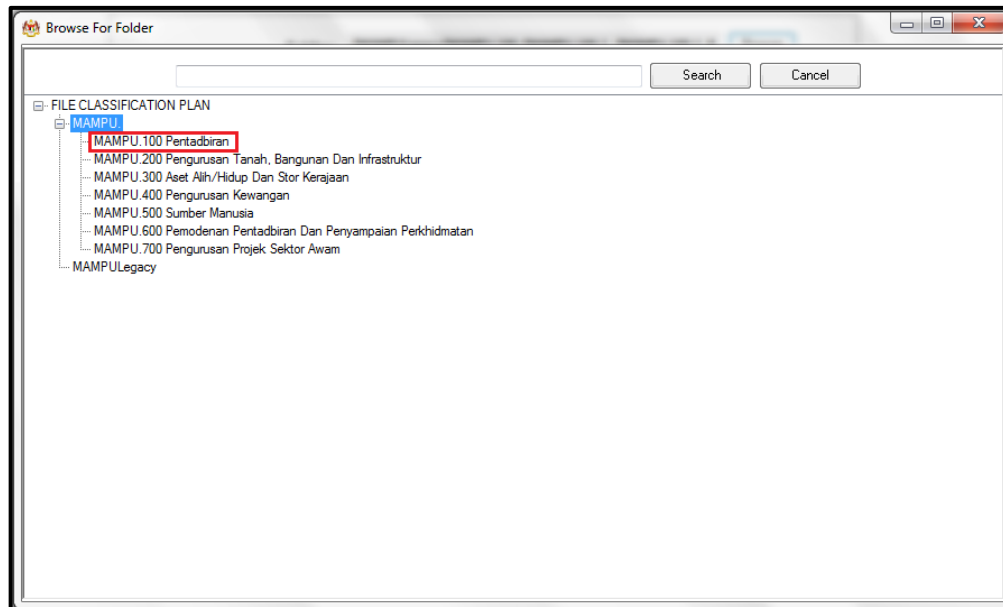 Browse For Folder
Search
Cancel
FILE CLASSIFICATION PLAN
MAMPU.
MAMPU.100 Pentadbiran
MAMPU.200 Pengurusan Tanah, Bangunan Dan Infrastruktur
MAMPU.300 Aset Alih/Hidup Dan Stor Kerajaan
MAMPU.400 Pengurusan Kewangan
MAMPU.500 Sumber Manusia
MAMPU.600 Pemodenan Pentadbiran Dan Penyampaian Perkhidmatan
MAMPU.700 Pengurusan Projek Sektor Awam
MAMPULegacy